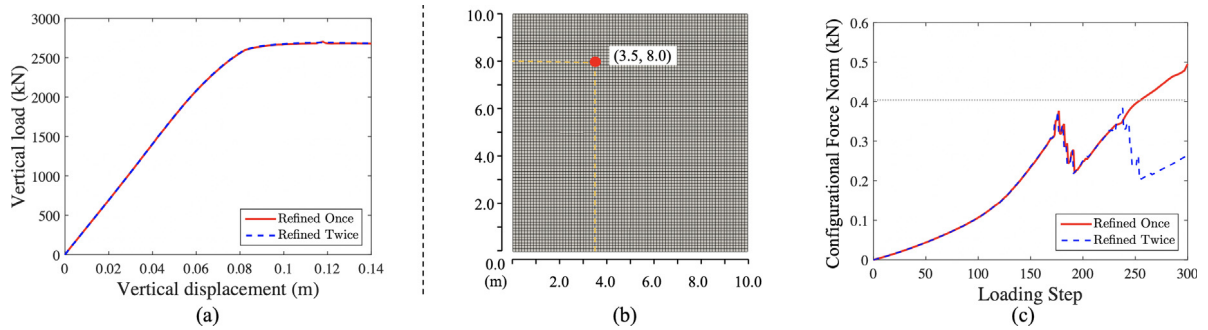 3000
2500
2000
1500
1000
500
0
Vertical load (kN)
Refined Once
Refined Twice
0 0.02 0.04 0.06 0.08 0.1 0.12 0.14
Vertical displacement (m)
(a)
10.0
8.0
6.0
4.0
2.0
0.0
(m)
(3.5, 8.0)
2.0 4.0 6.0 8.0 10.0
(b)
0.6
0.5
0.4
0.3
0.2
0.1
0
Configurational Force Norm (kN)
Refined Once
Refined Twice
0 50 100 150 200 250 300
Loading Step
(c)